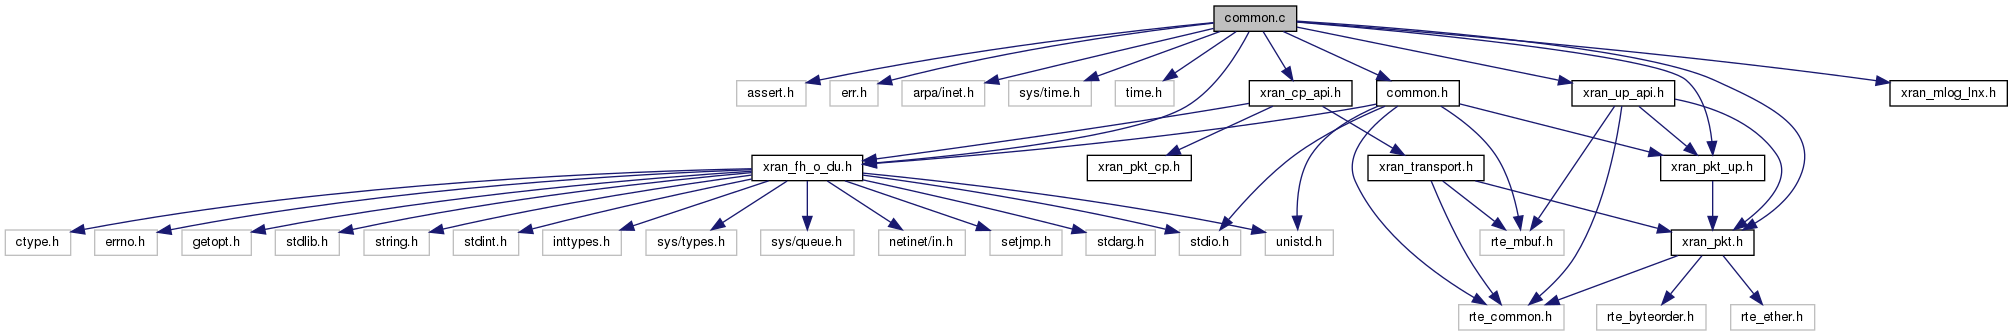 common.c
assert.h
err.h
arpa/inet.h
sys/time.h
time.h
xran_cp_api.h
common.h
xran_up_api.h
xran_mlog_lnx.h
xran_fh_o_du.h
xran_pkt_cp.h
xran_transport.h
xran_pkt_up.h
ctype.h
errno.h
getopt.h
stdlib.h
string.h
stdint.h
inttypes.h
sys/types.h
sys/queue.h
netinet/in.h
setjmp.h
stdarg.h
stdio.h
unistd.h
rte_mbuf.h
xran_pkt.h
rte_common.h
rte_byteorder.h
rte_ether.h